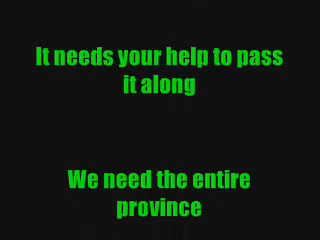 It needs your help to pass
it along
We need the entire
province